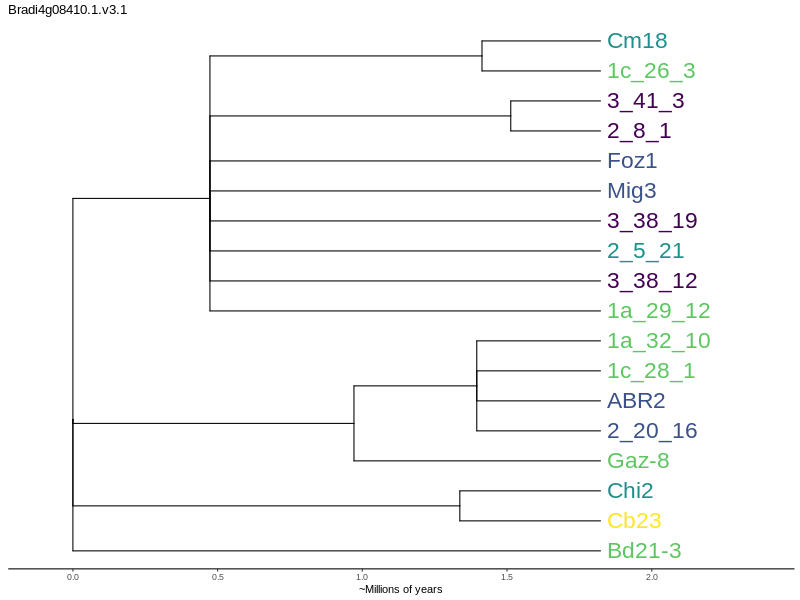 Bradi4g08410.1.v3.1
Cm18
1c_26_3
3_41_3
2_8_1
Foz1
Mig3
3_38_19
2_5_21
3_38_12
1a_29_12
1a_32_10
1c_28_1
ABR2
2_20_16
Gaz-8
Chi2
Cb23
Bd21-3
0.0 0.5 1.0 1.5 2.0
~Millions of years